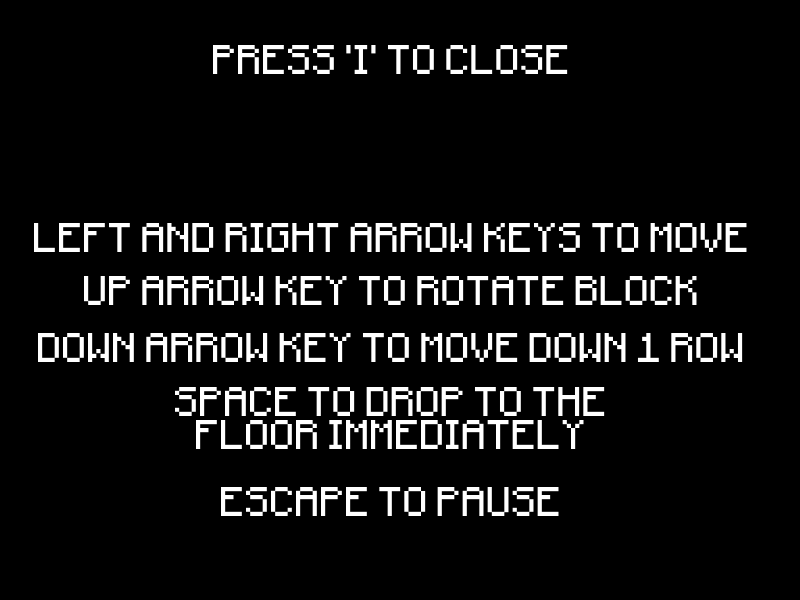 PRESS 'I' TO CLOSE
LEFT AND RIGHT ARROW KEYS TO MOVE
UP ARROW KEY TO ROTATE BLOCK
DOWN ARROW KEY TO MOVE DOWN 1 ROW
SPACE TO DROP TO THE
FLOOR IMMEDIATELY
ESCAPE TO PAUSE